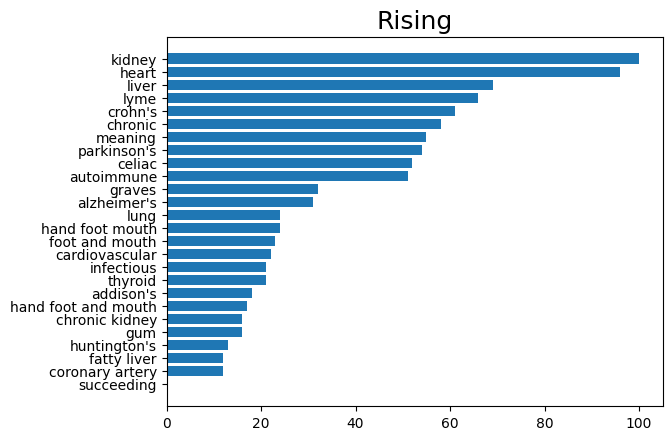 Rising
kidney
heart
liver
lyme
crohn's
chronic
meaning
parkinson's
celiac
autoimmune
graves
alzheimer's
lung
hand foot mouth
foot and mouth
cardiovascular
infectious
thyroid
addison's
hand foot and mouth
chronic kidney
gum
huntington's
fatty liver
coronary artery
succeeding
0 20 40 60 80 100